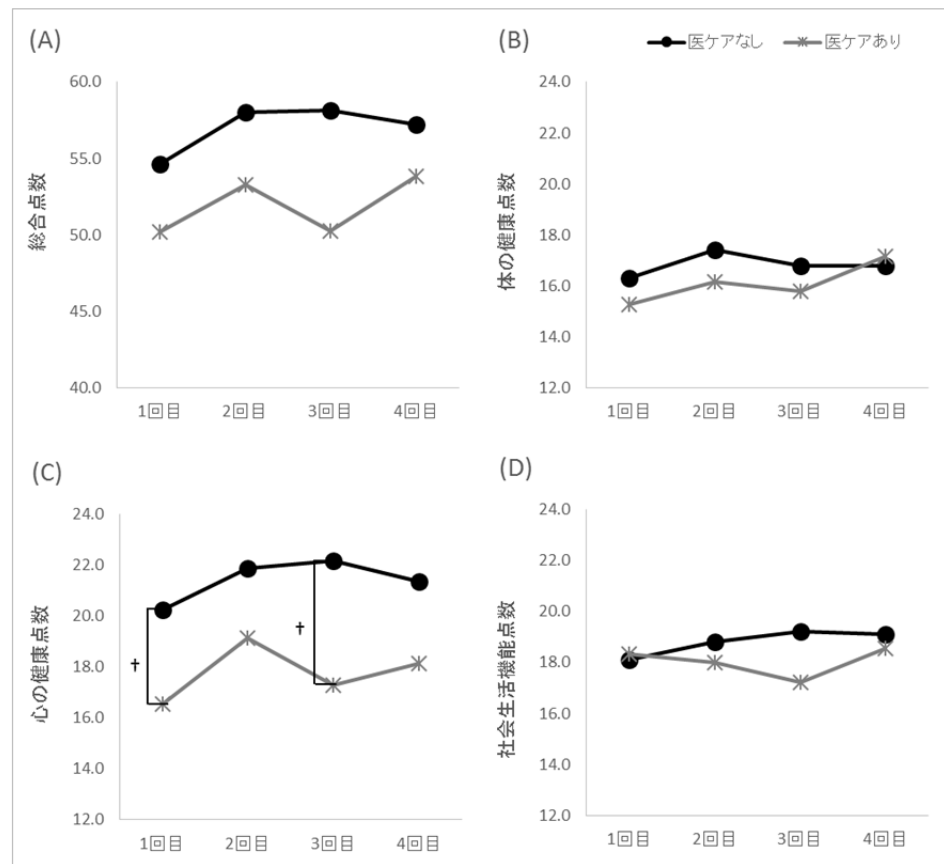 (A)
総合点数
60.0
55.0
50.0
45.0
40.0
1回目 2回目 3回目 4回目
(B)
医ケアなし 医ケアあり
体の健康点数
24.0
22.0
20.0
18.0
16.0
14.0
12.0
1回目 2回目 3回目 4回目
(C)
心の健康点数
24.0
22.0
20.0
18.0
16.0
14.0
12.0
†
†
1回目 2回目 3回目 4回目
(D)
社会生活機能点数
24.0
22.0
20.0
18.0
16.0
14.0
12.0
1回目 2回目 3回目 4回目